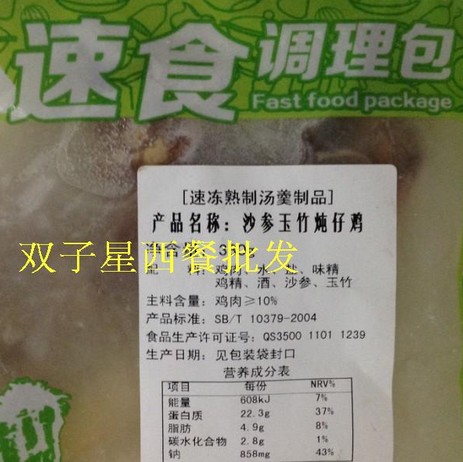 速食调理包
Fast food package
[速冻熟制汤羹制品]
产品名称：沙参玉竹炖仔鸡
双子星西餐批发
料：鸡肉、水、盐、味精
鸡精、酒、沙参、玉竹
主料含量：鸡肉≥10%
产品标准：SB/T 10379-2004
食品生产许可证号：QS3500 1101 1239
生产日期：见包装袋封口
营养成分表
项目 每份 NRV%
能量 608kJ 7%
蛋白质 22.3g 37%
脂肪 4.9g 8%
碳水化合物 2.8g 1%
钠 858mg 43%